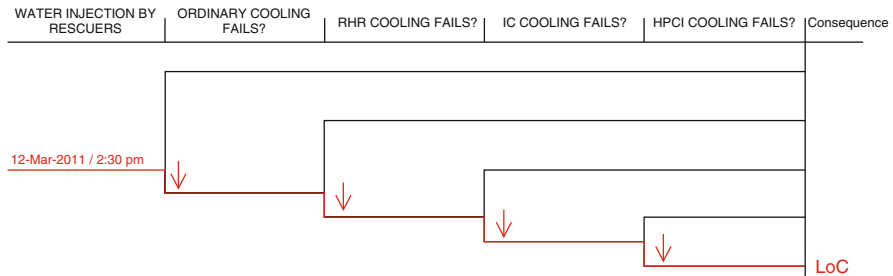 WATER INJECTION BY
RESCUERS
ORDINARY COOLING
FAILS?
RHR COOLING FAILS?
IC COOLING FAILS?
HPCI COOLING FAILS?
Consequence
12-Mar-2011 / 2:30 pm
LoC